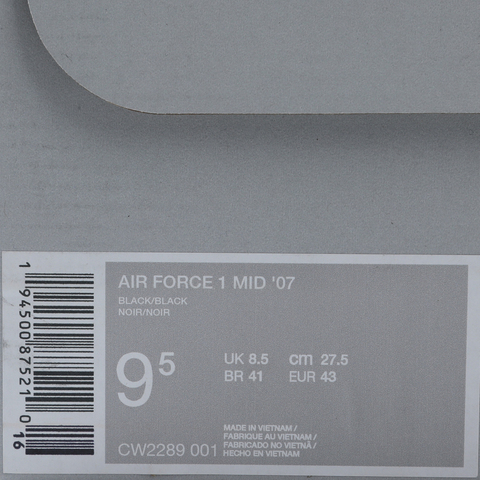 AIR FORCE 1 MID '07
BLACK/BLACK
NOIR/NOIR
9 5
UK 8.5 cm 27.5
BR 41 EUR 43
MADE IN VIETNAM /
FABRIQUE AU VIETNAM /
FABRICADO NO VIETNÃ /
HECHO EN VIETNAM
CW2289 001
1 94500 87521 0
16